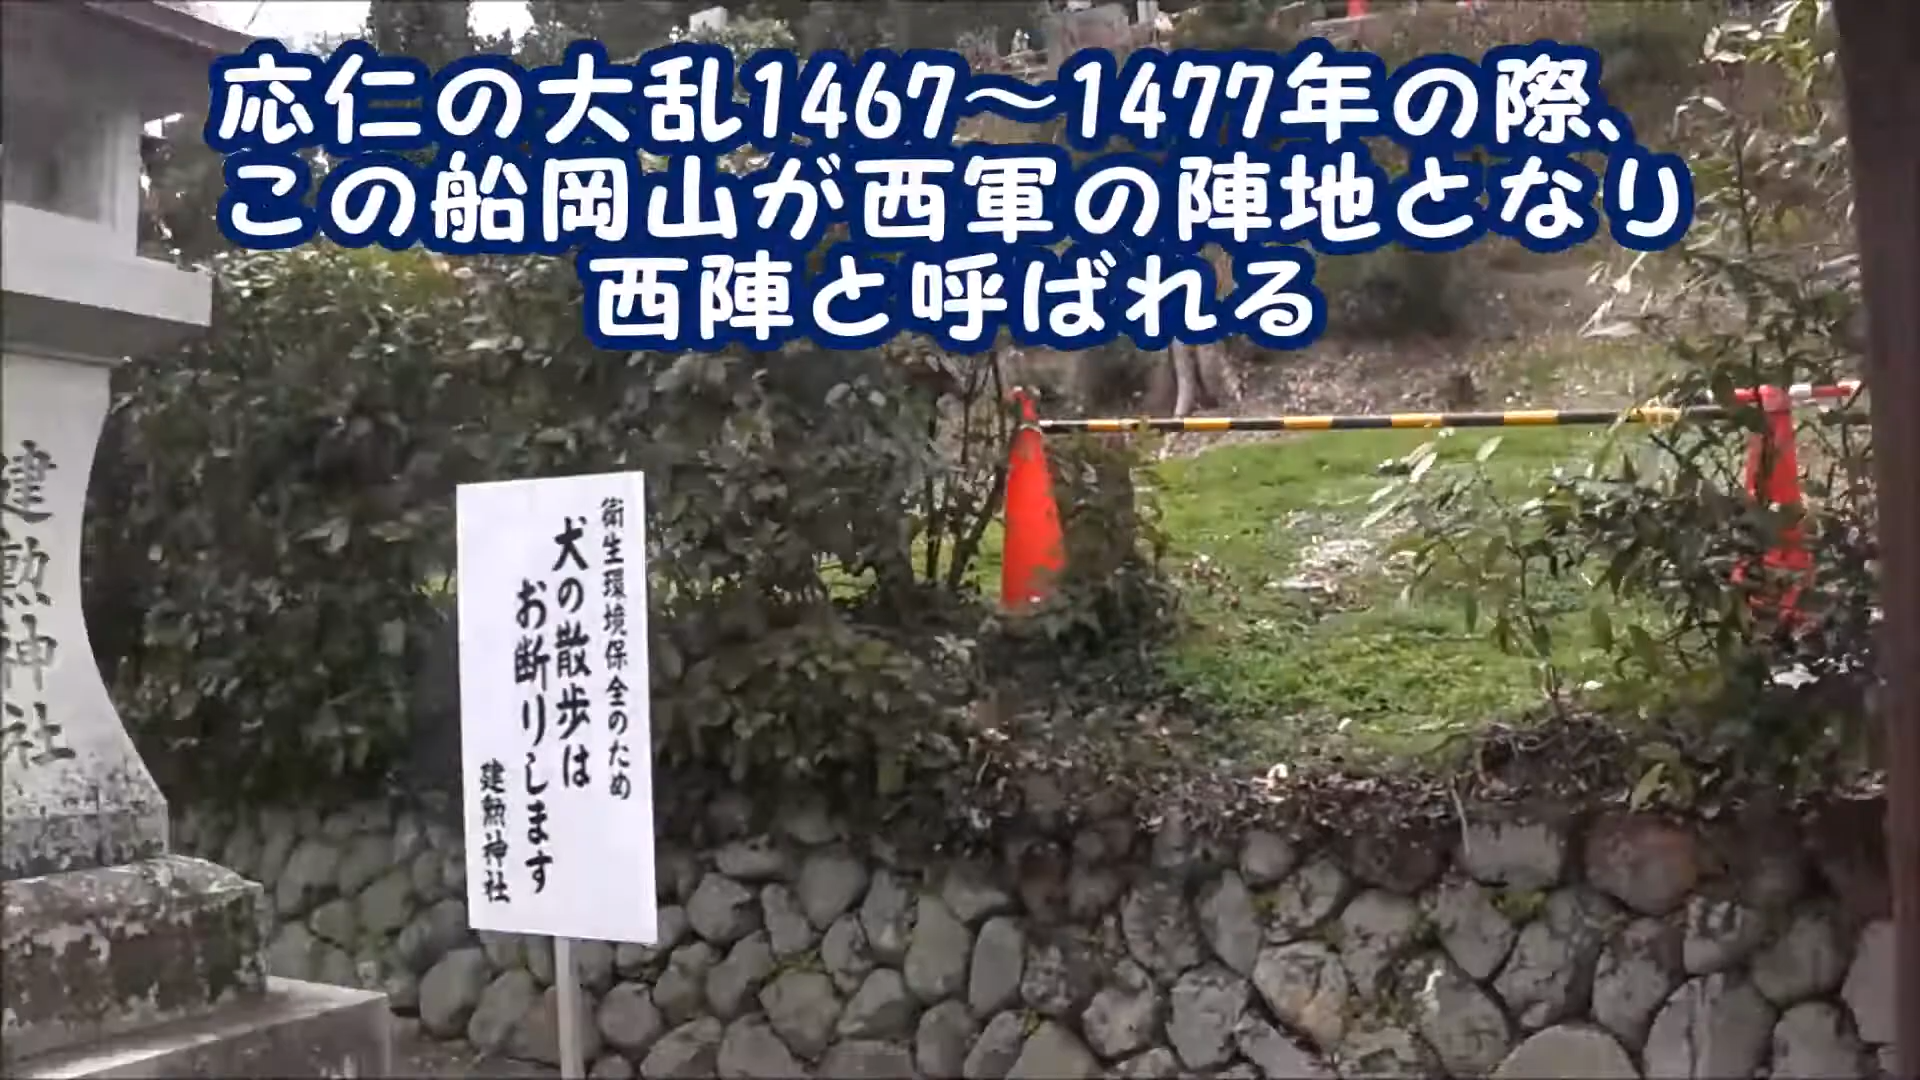 応仁の大乱1467～1477年の際、
この船岡山が西軍の陣地となり
西陣と呼ばれる
建勲神社
衛生環境保全のため
犬の散歩は
お断りします
建勲神社